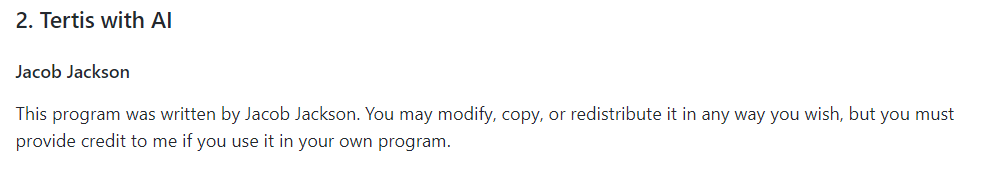 2. Tertis with AI
Jacob Jackson
This program was written by Jacob Jackson. You may modify, copy, or redistribute it in any way you wish, but you must
provide credit to me if you use it in your own program.